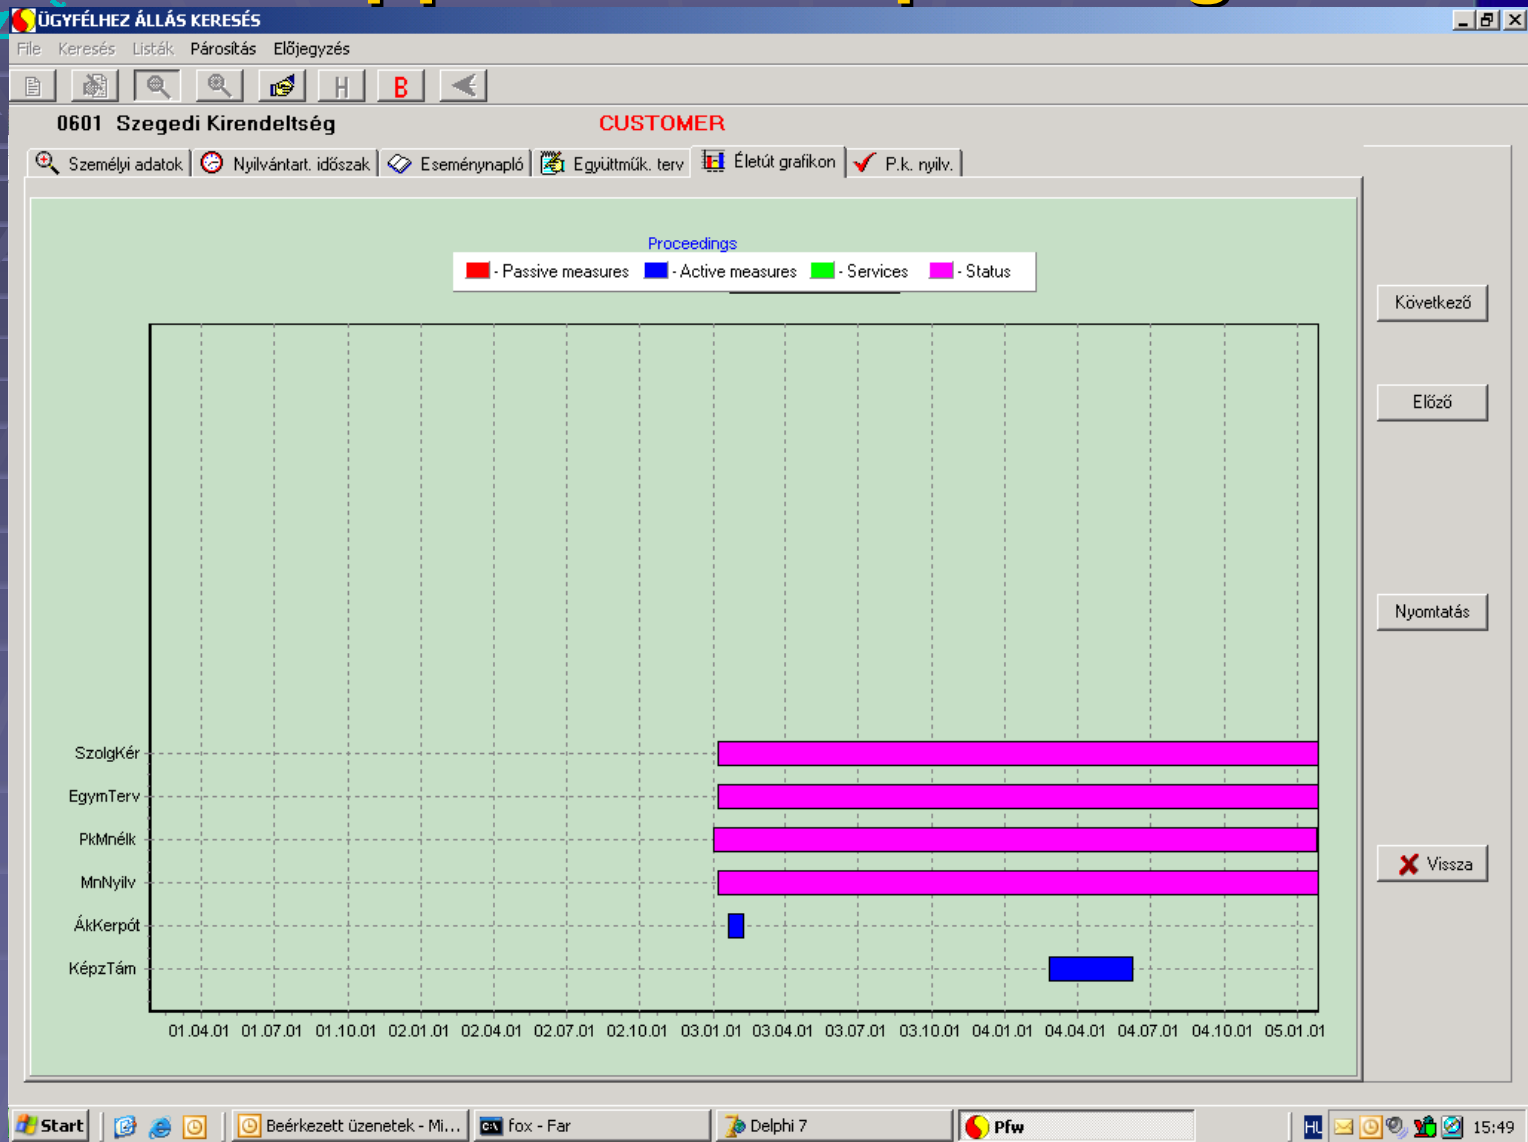 ÜGYFÉLHEZ ÁLLÁS KERESÉS
File Keresés Listák Párosítás Előjegyzés
H B
0601 Szegedi Kirendeltség CUSTOMER
Személyi adatok Nyilvántart. időszak Eseménynapló Együttműk. terv Életút grafikon P.k. nyilv.
Proceedings
- Passive measures - Active measures - Services - Status
Következő
Előző
Nyomtatás
Vissza
SzolgKér
EgymTerv
PkMnélk
MnNyilv
ÁkKerpót
KépzTám
01.04.01 01.07.01 01.10.01 02.01.01 02.04.01 02.07.01 02.10.01 03.01.01 03.04.01 03.07.01 03.10.01 04.01.01 04.04.01 04.07.01 04.10.01 05.01.01
Start Beérkezett üzenetek - Mi... fox - Far Delphi 7 Pfw HU 15:49